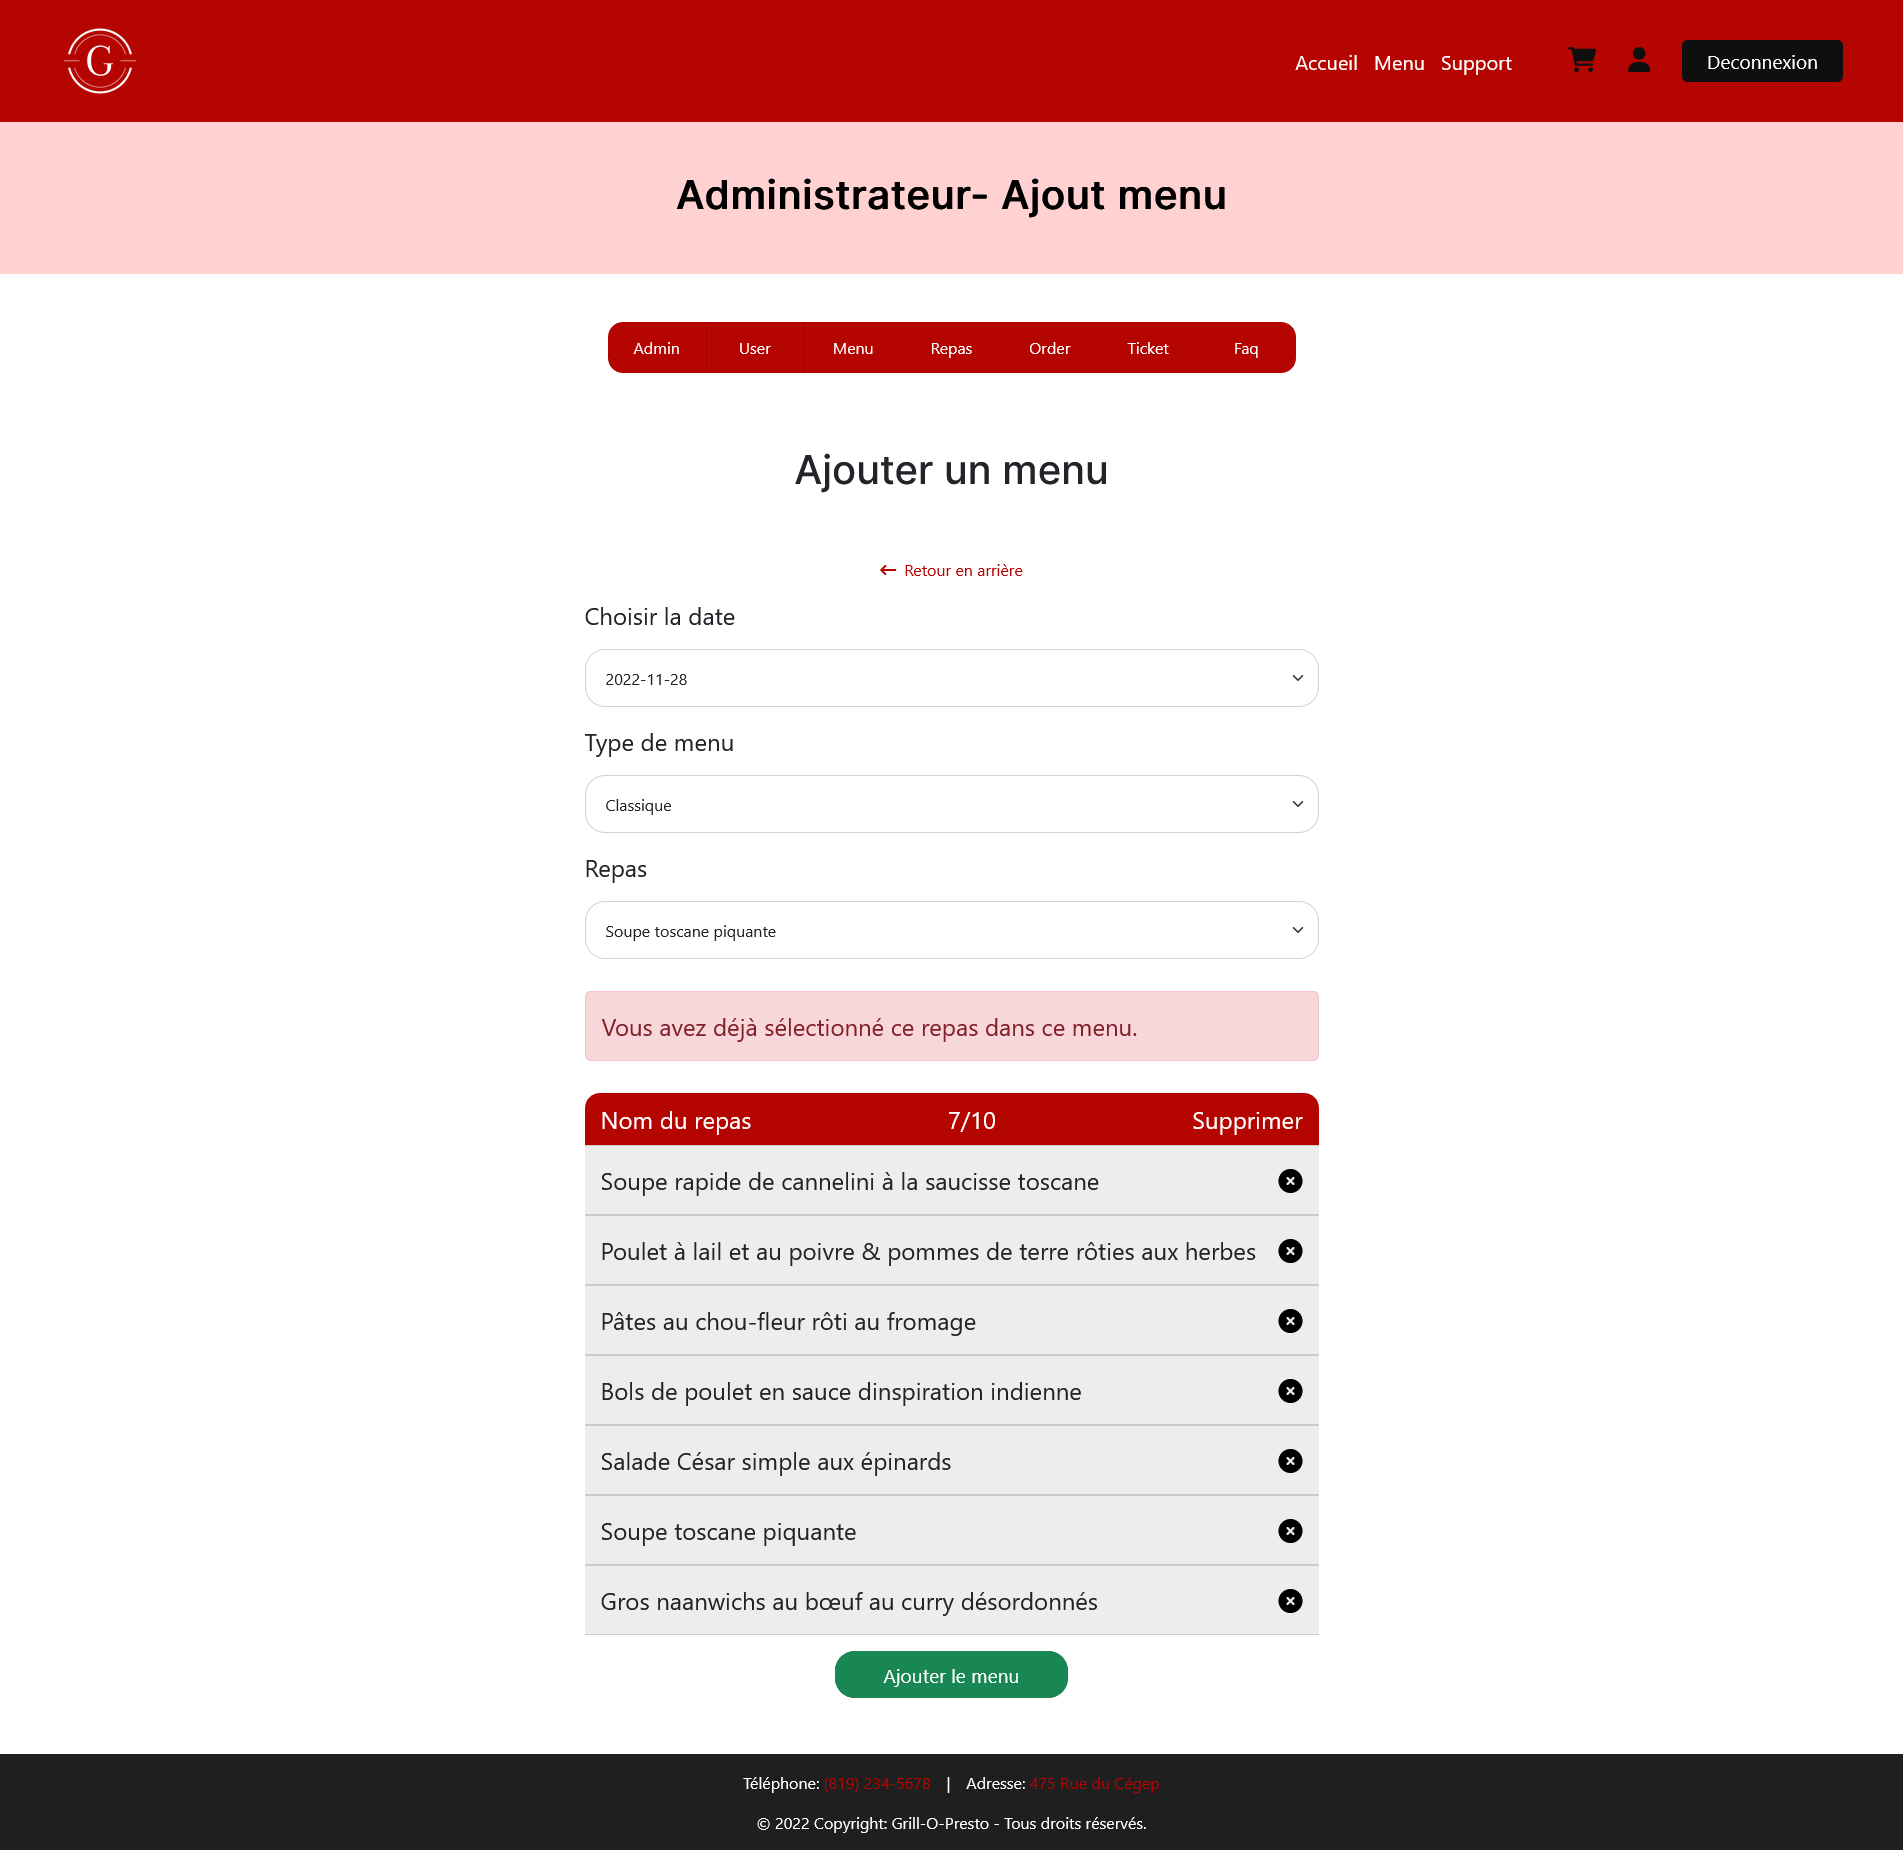 G
Accueil Menu Support Deconnexion
Administrateur- Ajout menu
Admin User Menu Repas Order Ticket Faq
Ajouter un menu
Retour en arrière
Choisir la date
2022-11-28
Type de menu
Classique
Repas
Soupe toscane piquante
Vous avez déjà sélectionné ce repas dans ce menu.
Nom du repas 7/10 Supprimer
Soupe rapide de cannelini à la saucisse toscane
Poulet à lail et au poivre & pommes de terre rôties aux herbes
Pâtes au chou-fleur rôti au fromage
Bols de poulet en sauce dinspiration indienne
Salade César simple aux épinards
Soupe toscane piquante
Gros naanwichs au bœuf au curry désordonnés
Ajouter le menu
Téléphone: (819) 234-5678 | Adresse: 475 Rue du Cégep
© 2022 Copyright: Grill-O-Presto - Tous droits réservés.